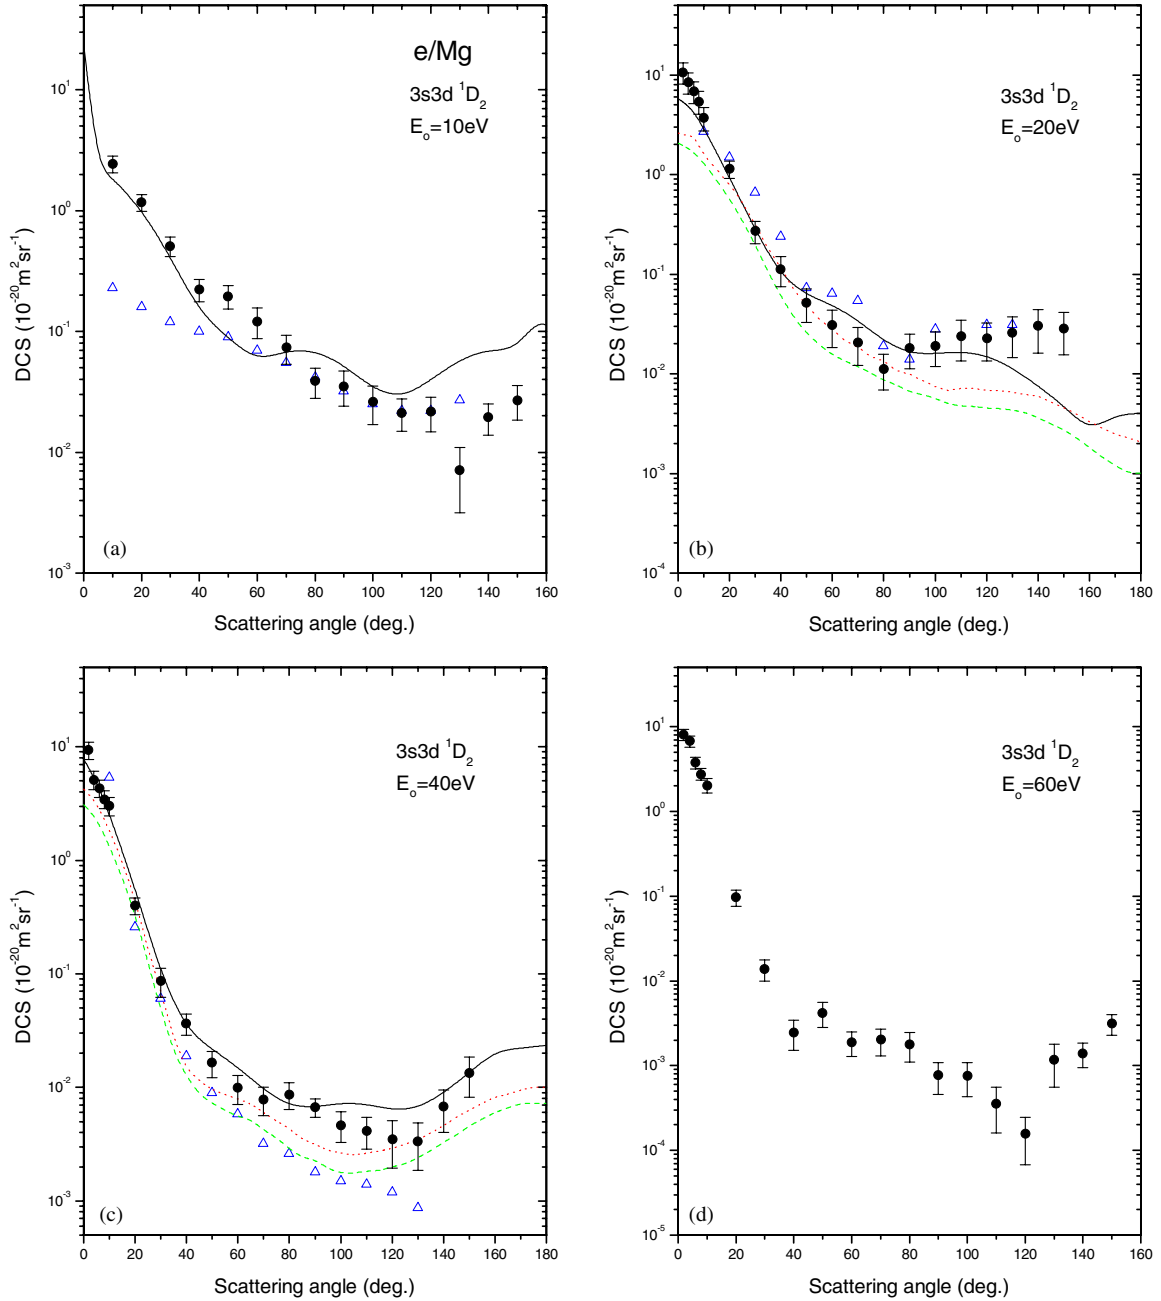 e/Mg
3s3d ¹D₂
Eₒ=10eV
10¹
10⁰
10⁻¹
10⁻²
10⁻³
DCS (10⁻²⁰m²sr⁻¹)
(a)
0 20 40 60 80 100 120 140 160
Scattering angle (deg.)
3s3d ¹D₂
Eₒ=20eV
10¹
10⁰
10⁻¹
10⁻²
10⁻³
10⁻⁴
DCS (10⁻²⁰m²sr⁻¹)
(b)
0 20 40 60 80 100 120 140 160 180
Scattering angle (deg.)
3s3d ¹D₂
Eₒ=40eV
10¹
10⁰
10⁻¹
10⁻²
10⁻³
DCS (10⁻²⁰m²sr⁻¹)
(c)
0 20 40 60 80 100 120 140 160 180
Scattering angle (deg.)
3s3d ¹D₂
Eₒ=60eV
10¹
10⁰
10⁻¹
10⁻²
10⁻³
10⁻⁴
10⁻⁵
DCS (10⁻²⁰m²sr⁻¹)
(d)
0 20 40 60 80 100 120 140 160
Scattering angle (deg.)